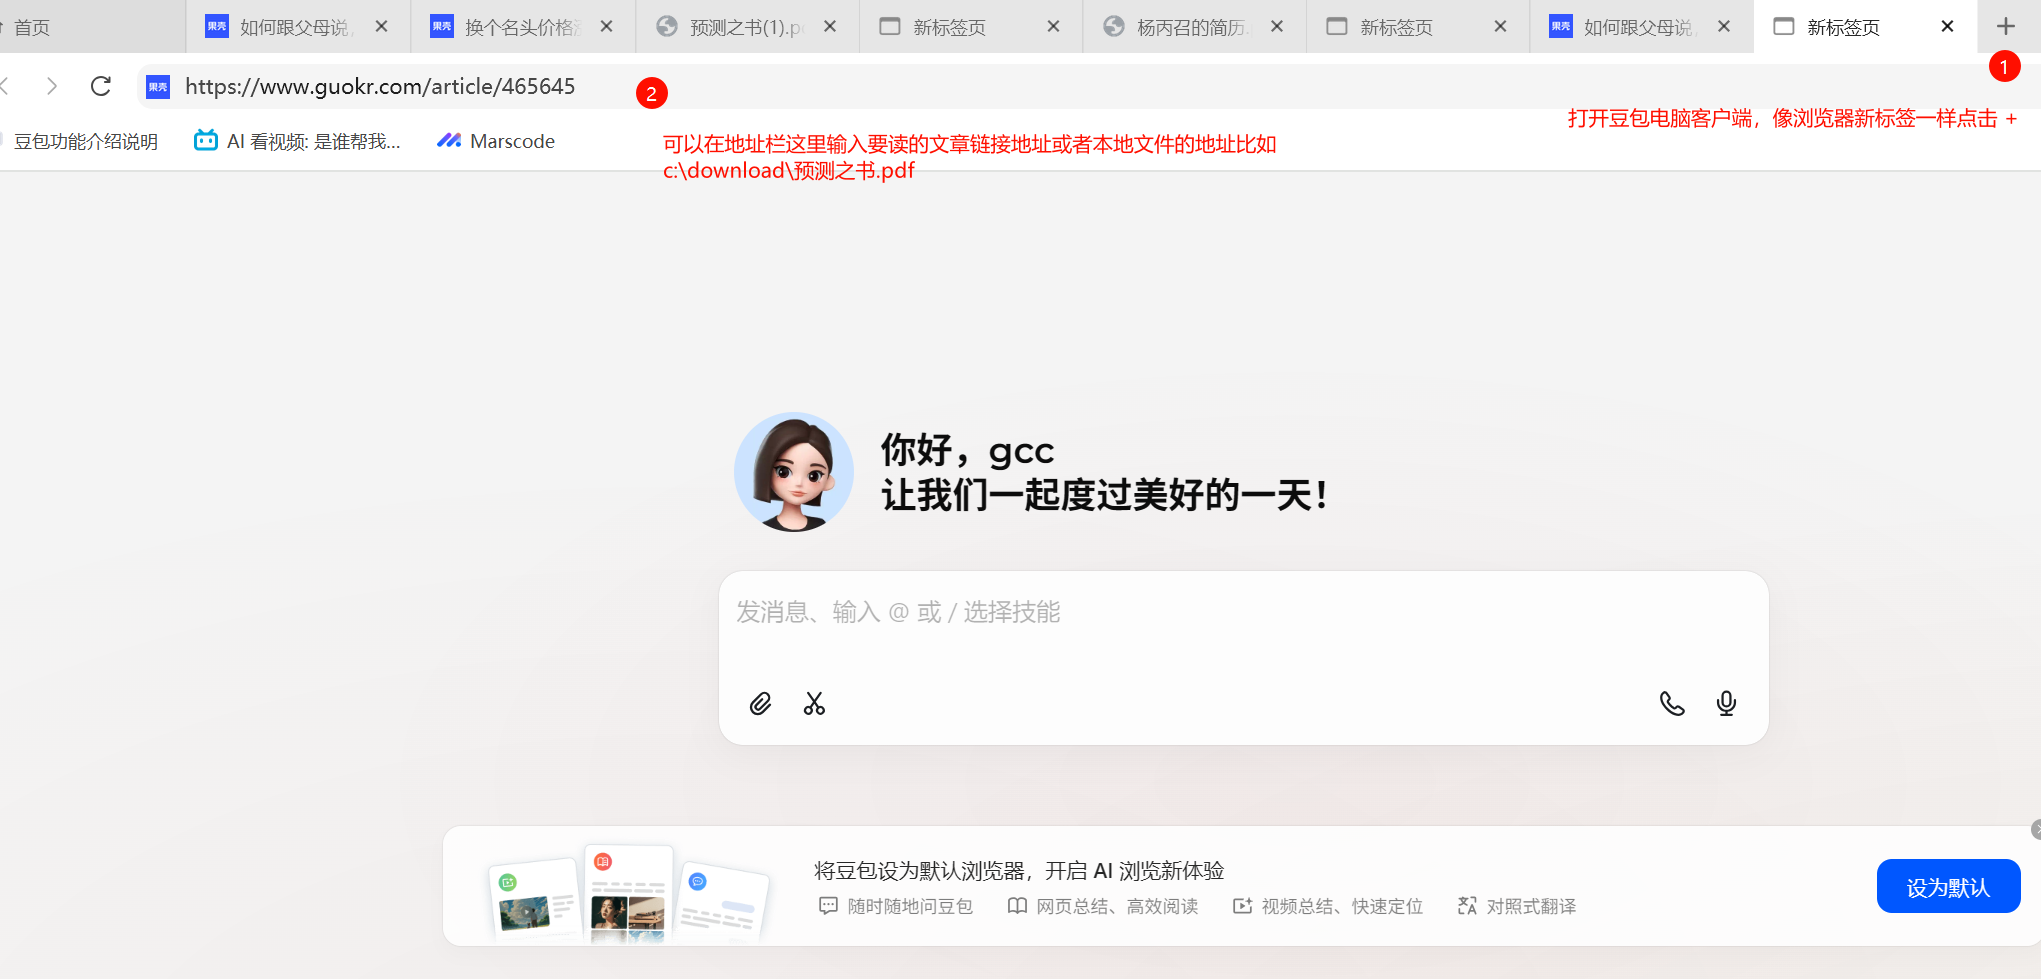 首页
果壳 如何跟父母说,
果壳 换个名头价格
预测之书(1).p
新标签页
杨丙召的简历.
新标签页
果壳 如何跟父母说,
新标签页
1
果壳 https://www.guokr.com/article/465645
2
打开豆包电脑客户端，像浏览器新标签一样点击 +
豆包功能介绍说明
AI 看视频: 是谁帮我...
Marscode
可以在地址栏这里输入要读的文章链接地址或者本地文件的地址比如
c:\download\预测之书.pdf
你好，gcc
让我们一起度过美好的一天！
发消息、输入 @ 或 / 选择技能
将豆包设为默认浏览器，开启 AI 浏览新体验
随时随地问豆包
网页总结、高效阅读
视频总结、快速定位
对照式翻译
设为默认